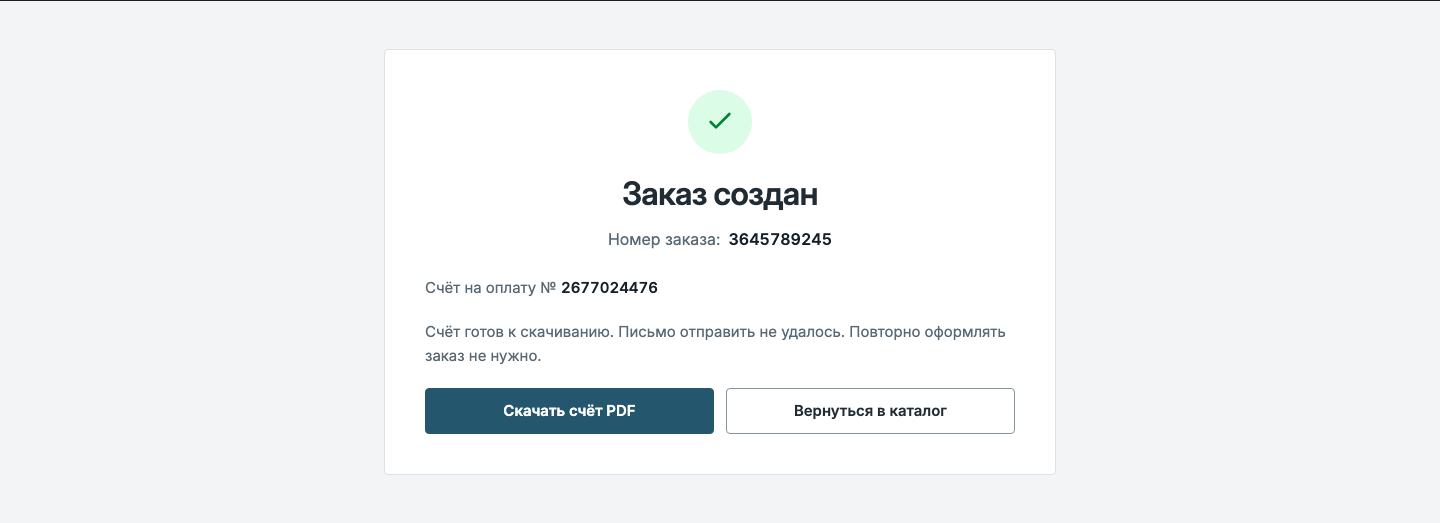 Заказ создан
Номер заказа: 3645789245
Счёт на оплату № 2677024476
Счёт готов к скачиванию. Письмо отправить не удалось. Повторно оформлять
заказ не нужно.
Скачать счёт PDF
Вернуться в каталог